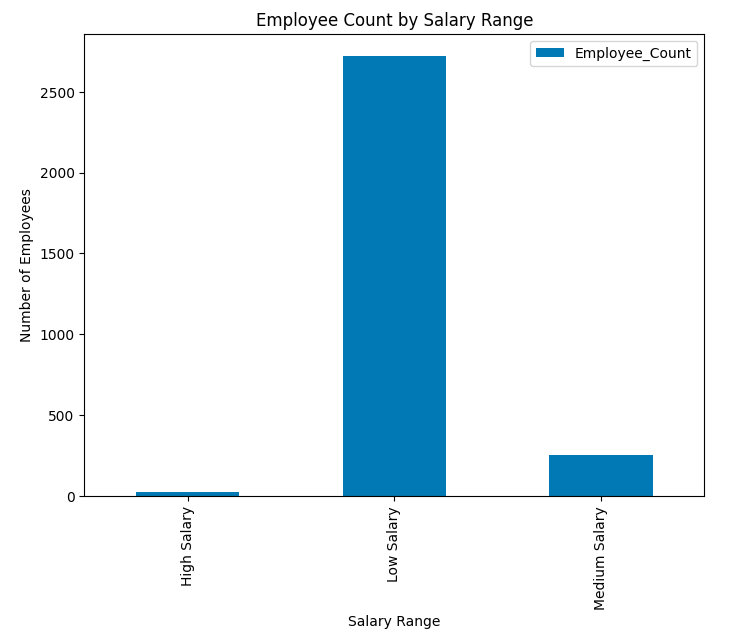 Employee Count by Salary Range
Employee_Count
2500
2000
1500
1000
500
0
Number of Employees
High Salary
Low Salary
Medium Salary
Salary Range